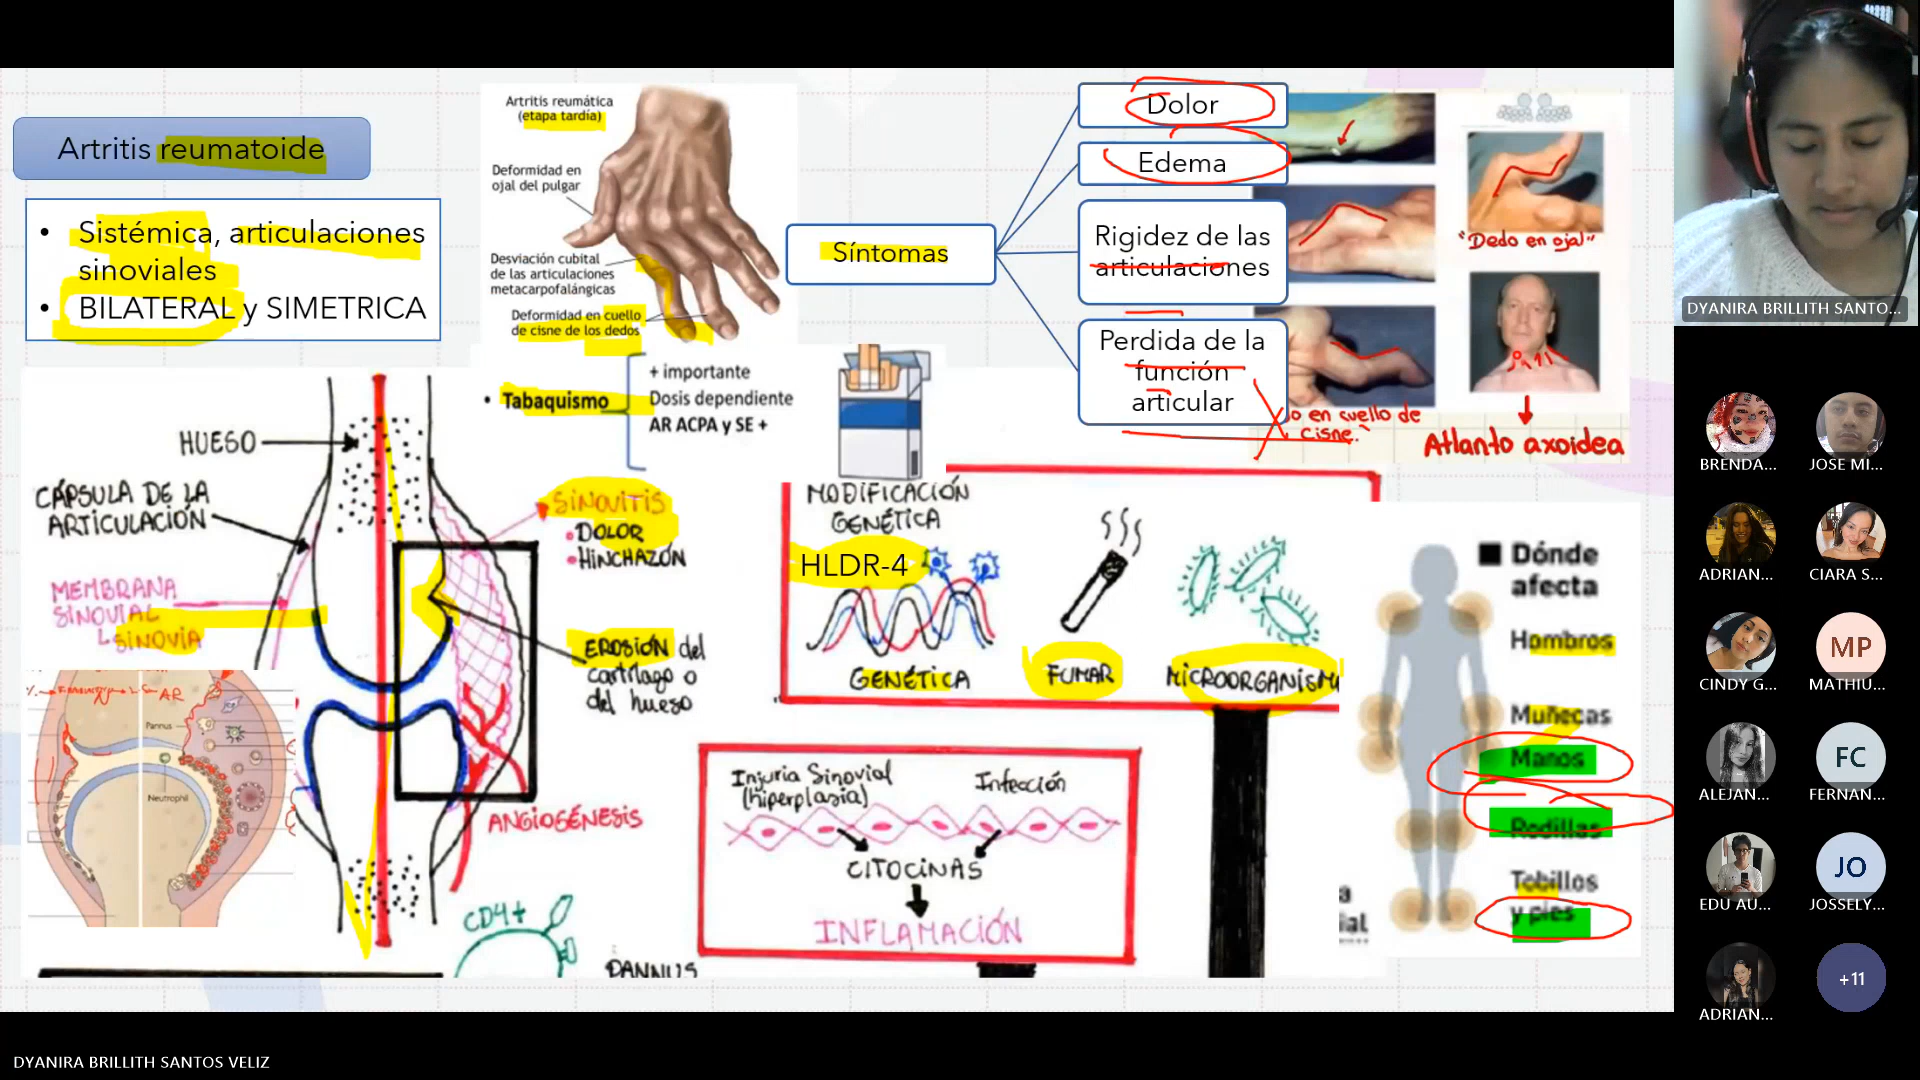 Artritis reumatoide
• Sistémica, articulaciones
sinoviales
• BILATERAL y SIMETRICA
Artritis reumática
(etapa tardía)
Deformidad en
ojal del pulgar
Desviación cubital
de las articulaciones
metacarpofalángicas
Deformidad en cuello
de cisne de los dedos
• Tabaquismo
+ importante
Dosis dependiente
AR ACPA y SE +
Síntomas
Dolor
Edema
Rigidez de las
articulaciones
Perdida de la
función
articular
"Dedo en ojal"
do en cuello de
cisne.
Atlanto axoidea
HUESO
CÁPSULA DE LA
ARTICULACIÓN
MEMBRANA
SINOVIAL
SINOVIA
SINOVITIS
DOLOR
HINCHAZÓN
EROSIÓN del
cartílago o
del hueso
ANGIOGÉNESIS
AR
Pannus
Neutrophil
CD4+
PANNUS
MODIFICACIÓN
GENÉTICA
HLDR-4
GENÉTICA
FUMAR
MICROORGANISM
Injuria Sinovial
(hiperplasia)
Infección
CITOCINAS
INFLAMACIÓN
Dónde
afecta
Hombros
Muñecas
Manos
Rodillas
Tobillos
y pies
ial
DYANIRA BRILLITH SANTO...
BRENDA...
JOSE MI...
ADRIAN...
CIARA S...
CINDY G...
MP
MATHIU...
ALEJAN...
FC
FERNAN...
EDU AU...
JO
JOSSELY...
ADRIAN...
+11
DYANIRA BRILLITH SANTOS VELIZ